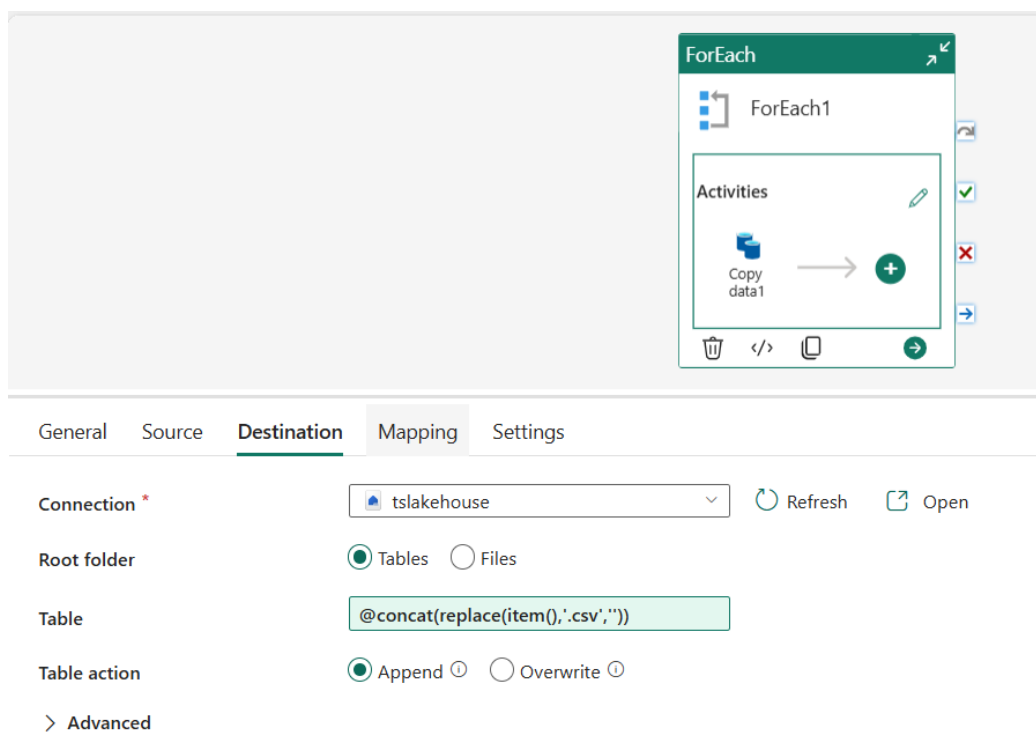 ForEach
ForEach1
Activities
Copy
data1
General Source Destination Mapping Settings
Connection * tslakehouse Refresh Open
Root folder Tables Files
Table @concat(replace(item(),'.csv',''))
Table action Append Overwrite
Advanced